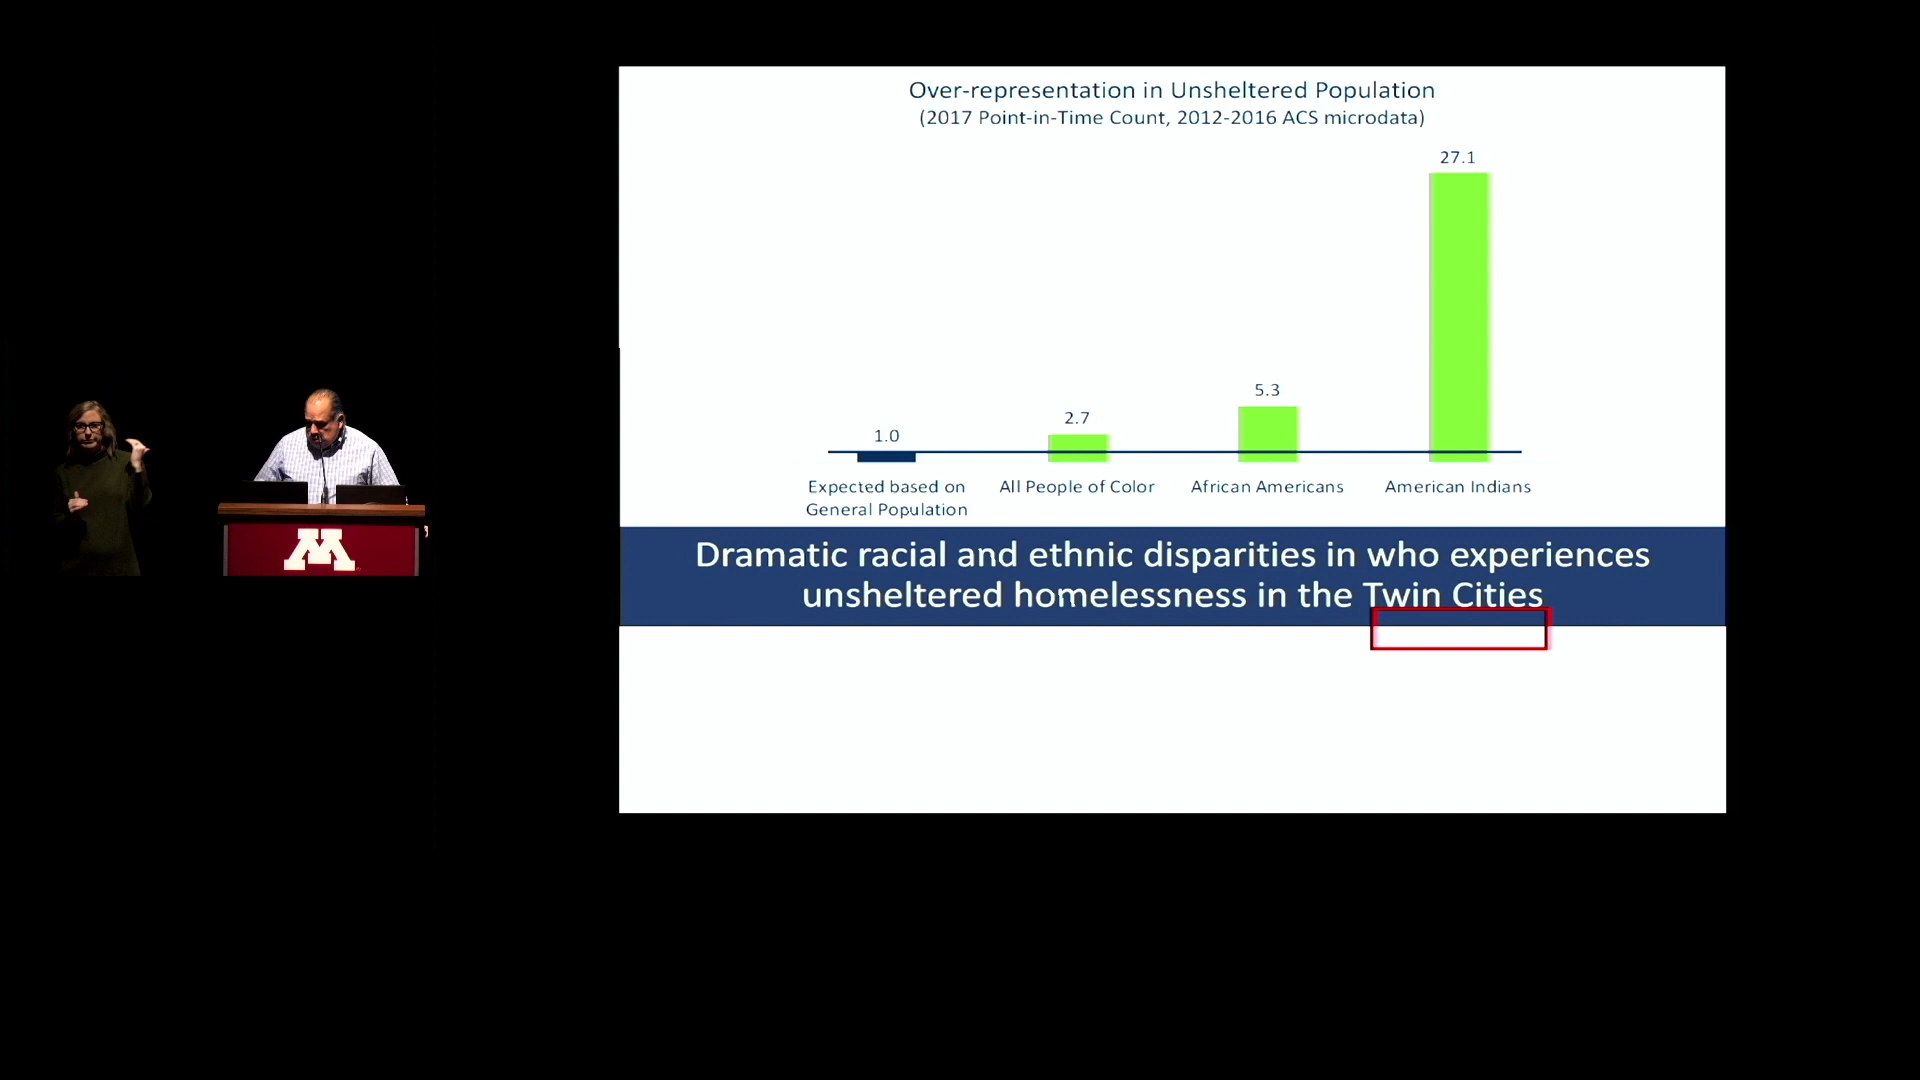 Over-representation in Unsheltered Population
(2017 Point-in-Time Count, 2012-2016 ACS microdata)
27.1
5.3
2.7
1.0
Expected based on
General Population
All People of Color
African Americans
American Indians
Dramatic racial and ethnic disparities in who experiences
unsheltered homelessness in the Twin Cities
M